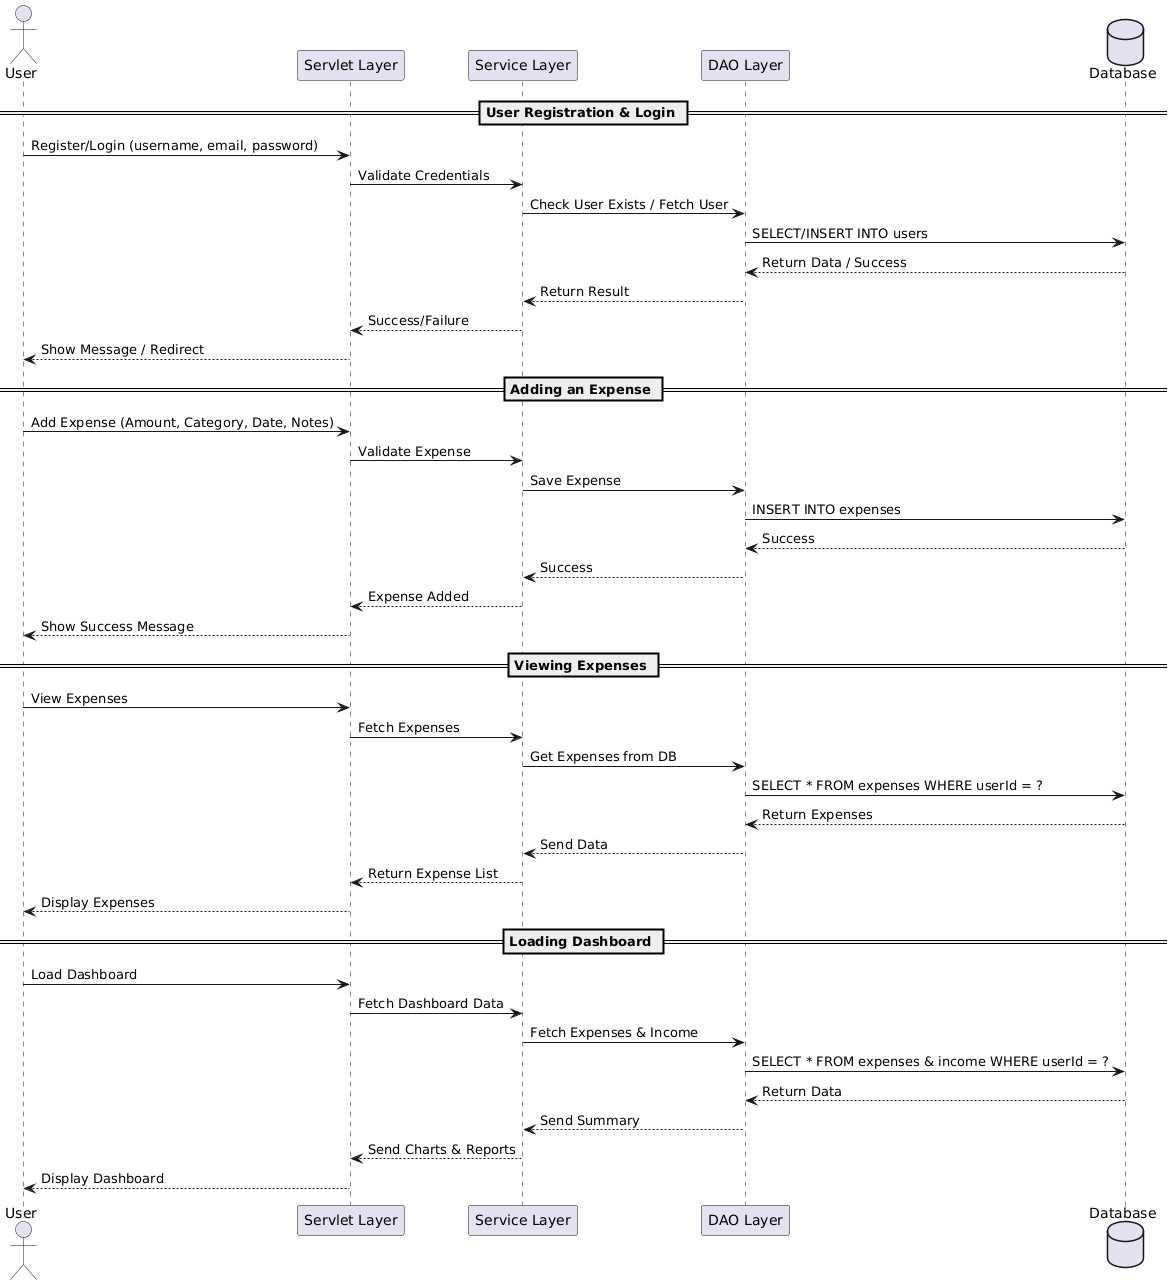 User
Servlet Layer
Service Layer
DAO Layer
Database
User Registration & Login
Register/Login (username, email, password)
Validate Credentials
Check User Exists / Fetch User
SELECT/INSERT INTO users
Return Data / Success
Return Result
Success/Failure
Show Message / Redirect
Adding an Expense
Add Expense (Amount, Category, Date, Notes)
Validate Expense
Save Expense
INSERT INTO expenses
Success
Success
Expense Added
Show Success Message
Viewing Expenses
View Expenses
Fetch Expenses
Get Expenses from DB
SELECT * FROM expenses WHERE userId = ?
Return Expenses
Send Data
Return Expense List
Display Expenses
Loading Dashboard
Load Dashboard
Fetch Dashboard Data
Fetch Expenses & Income
SELECT * FROM expenses & income WHERE userId = ?
Return Data
Send Summary
Send Charts & Reports
Display Dashboard
User
Servlet Layer
Service Layer
DAO Layer
Database